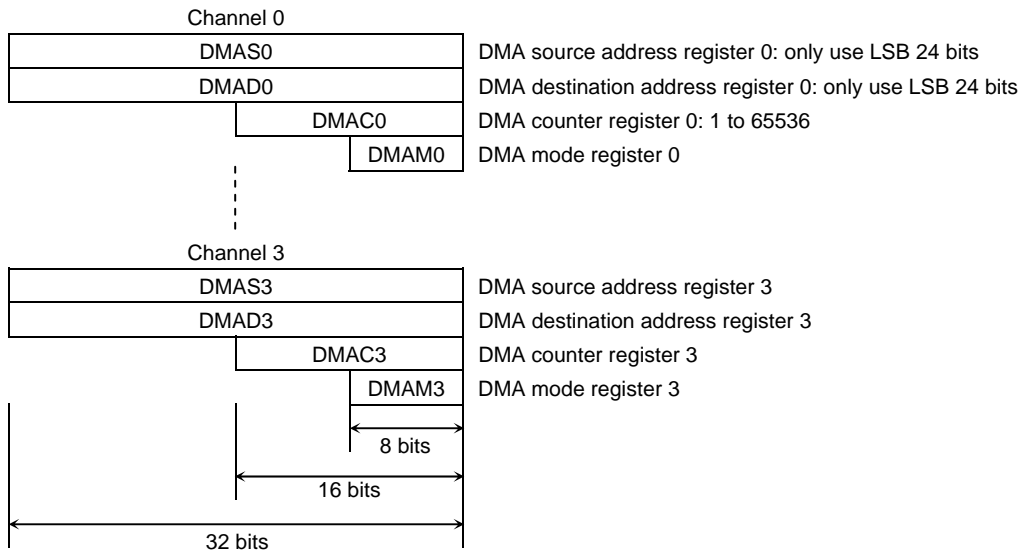 Channel 0
DMAS0 DMA source address register 0: only use LSB 24 bits
DMAD0 DMA destination address register 0: only use LSB 24 bits
DMAC0 DMA counter register 0: 1 to 65536
DMAM0 DMA mode register 0
Channel 3
DMAS3 DMA source address register 3
DMAD3 DMA destination address register 3
DMAC3 DMA counter register 3
DMAM3 DMA mode register 3
8 bits
16 bits
32 bits